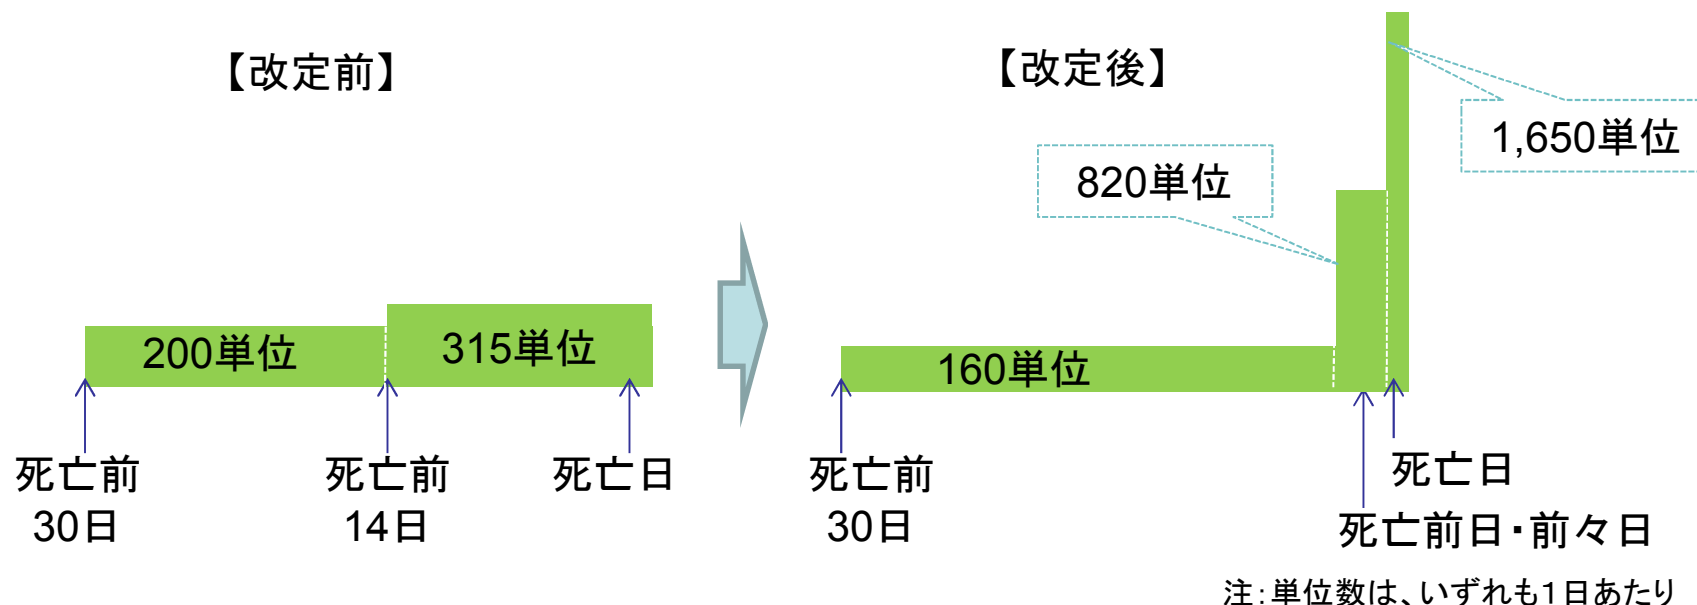 【改定前】
200単位
315単位
死亡前
30日
死亡前
14日
死亡日
【改定後】
1,650単位
820単位
160単位
死亡前
30日
死亡日
死亡前日・前々日
注：単位数は、いずれも１日あたり